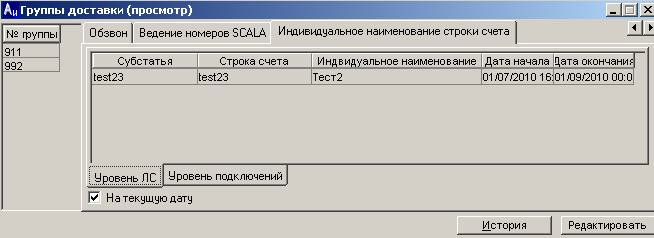 Ан Группы доставки (просмотр)
№ группы
911
992
Обзвон Ведение номеров SCALA Индивидуальное наименование строки счета
Субстатья Строка счета Индвидуальное наименование Дата начала Дата окончания
test23 test23 Тест2 01/07/2010 16: 01/09/2010 00:0
Уровень ЛС Уровень подключений
На текущую дату
История Редактировать